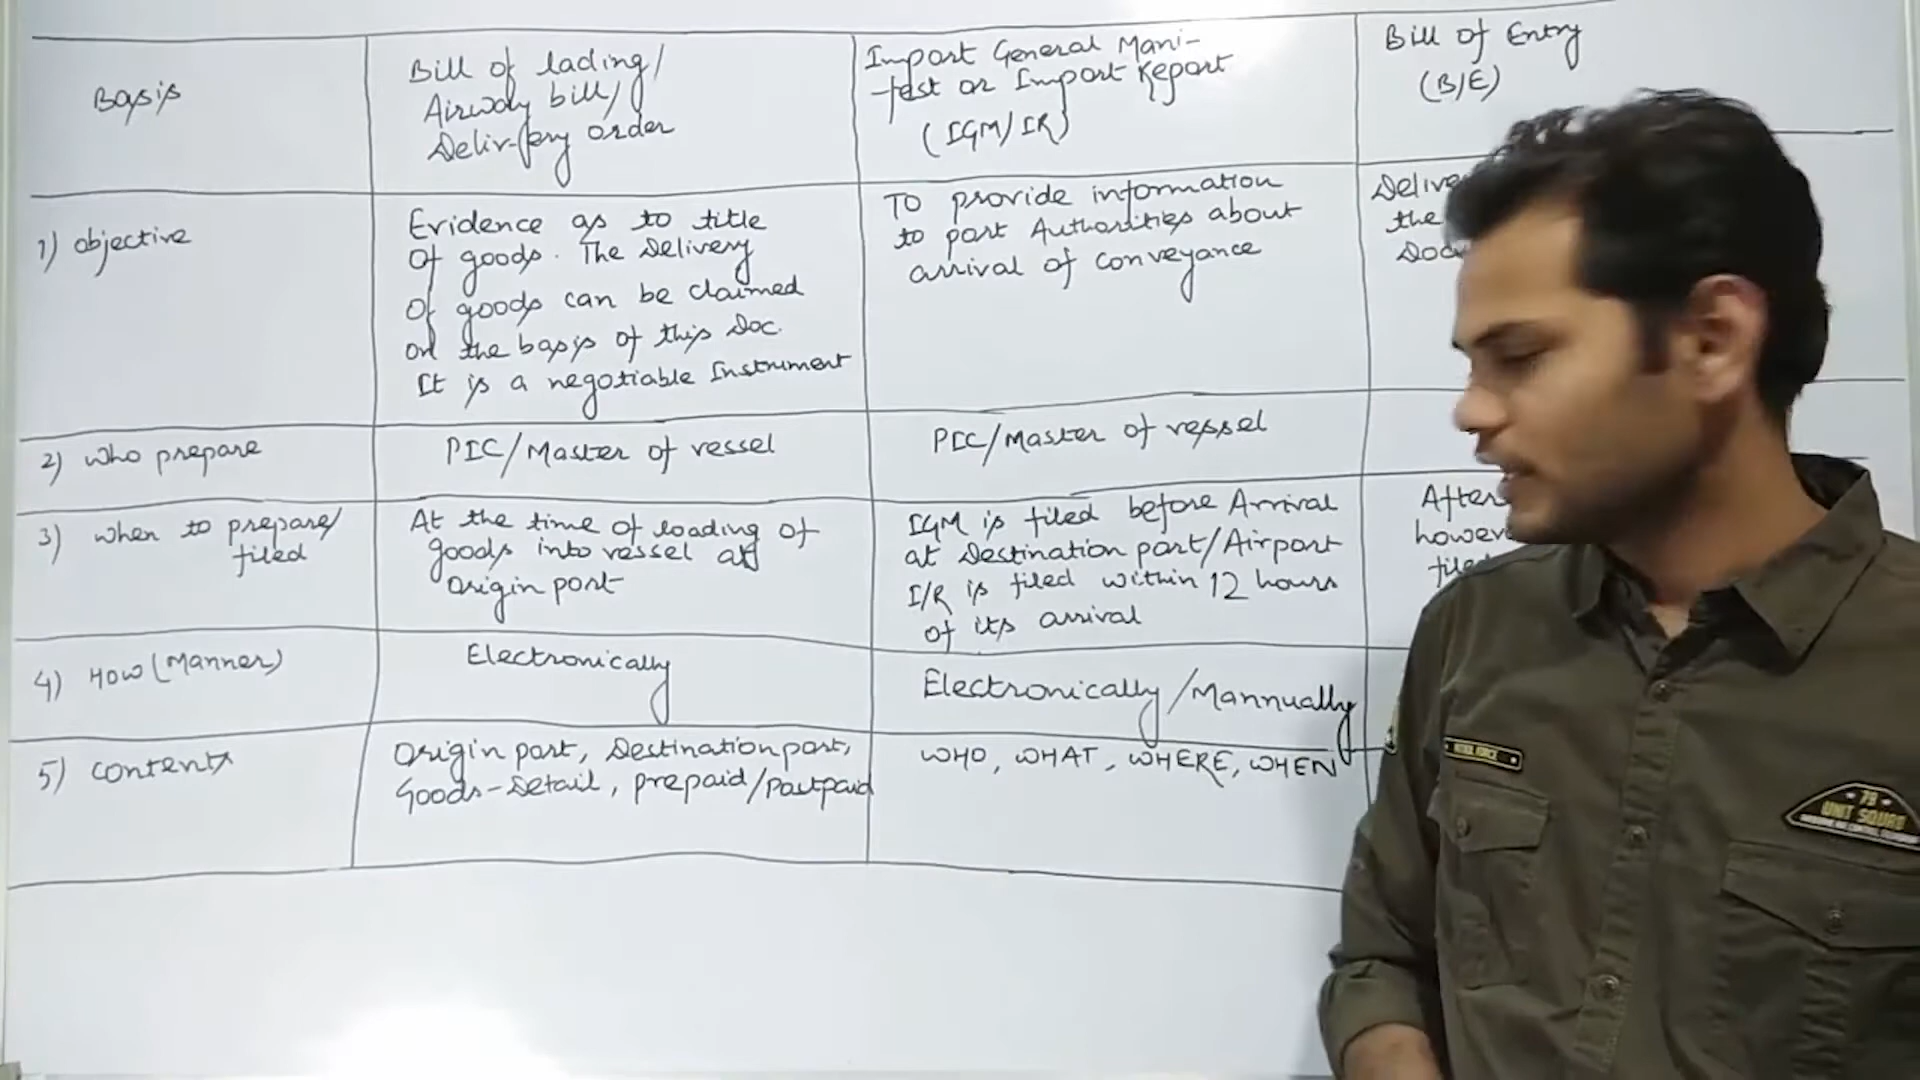 Basis
Bill of lading/
Airway bill/
Delivery order
Import General Mani-
-fest or Import Report
(IGM/IR)
Bill of Entry
(B/E)
1) objective
Evidence as to title
of goods. The Delivery
of goods can be claimed
on the basis of this Doc.
It is a negotiable Instrument
To provide information
to port Authorities about
arrival of conveyance
the
2) who prepare
PIC/Master of vessel
PIC/Master of vessel
3) when to prepare/
filed
At the time of loading of
goods into vessel at
origin port
IGM is filed before Arrival
at Destination port/Airport
I/R is filed within 12 hours
of its arrival
After
4) How (Manner)
Electronically
Electronically/Mannually
5) contents
Origin port, Destination port,
Goods-Detail, prepaid/Postpaid
WHO, WHAT, WHERE, WHEN
73
UNIT SQUAD